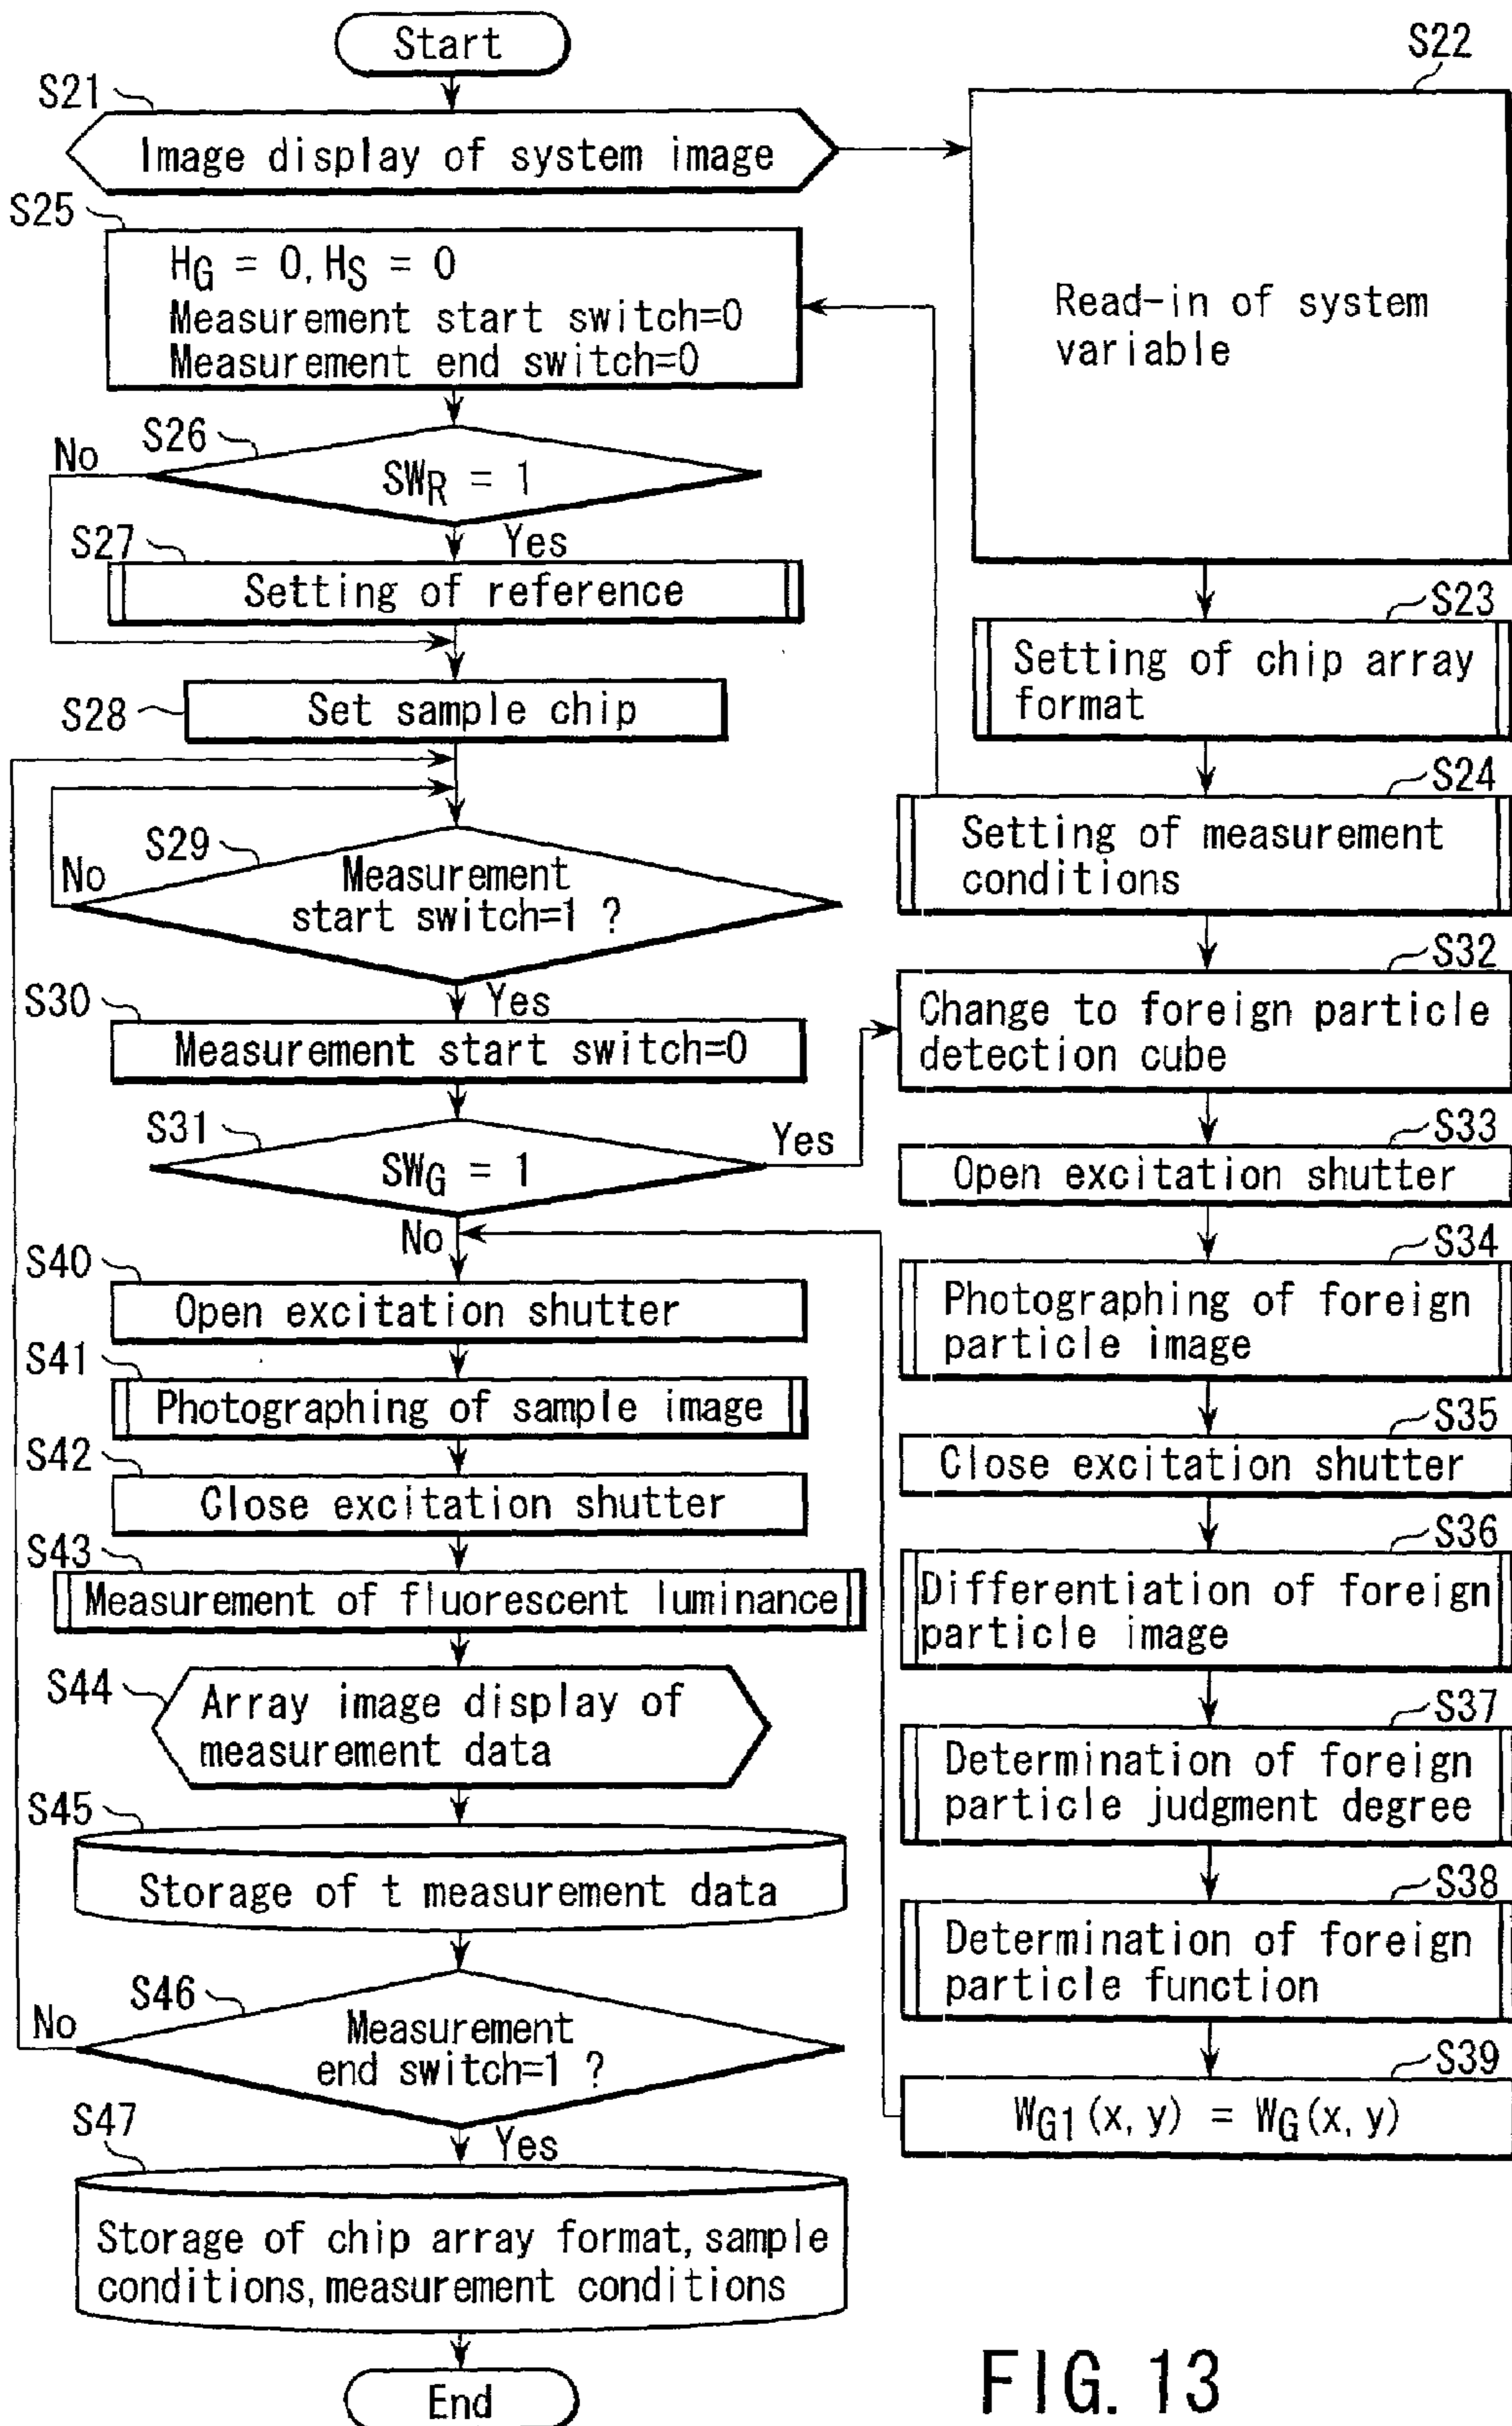 Start
S21
Image display of system image
S22
Read-in of system
variable
S23
Setting of chip array
format
S24
Setting of measurement
conditions
S25
HG = 0, HS = 0
Measurement start switch=0
Measurement end switch=0
S26
No
SWR = 1
Yes
S27
Setting of reference
S28
Set sample chip
S29
No
Measurement
start switch=1 ?
Yes
S30
Measurement start switch=0
S31
SWG = 1
Yes
No
S32
Change to foreign particle
detection cube
S33
Open excitation shutter
S34
Photographing of foreign
particle image
S35
Close excitation shutter
S36
Differentiation of foreign
particle image
S37
Determination of foreign
particle judgment degree
S38
Determination of foreign
particle function
S39
WG1(x, y) = WG(x, y)
S40
Open excitation shutter
S41
Photographing of sample image
S42
Close excitation shutter
S43
Measurement of fluorescent luminance
S44
Array image display of
measurement data
S45
Storage of t measurement data
S46
No
Measurement
end switch=1 ?
Yes
S47
Storage of chip array format, sample
conditions, measurement conditions
End
FIG. 13